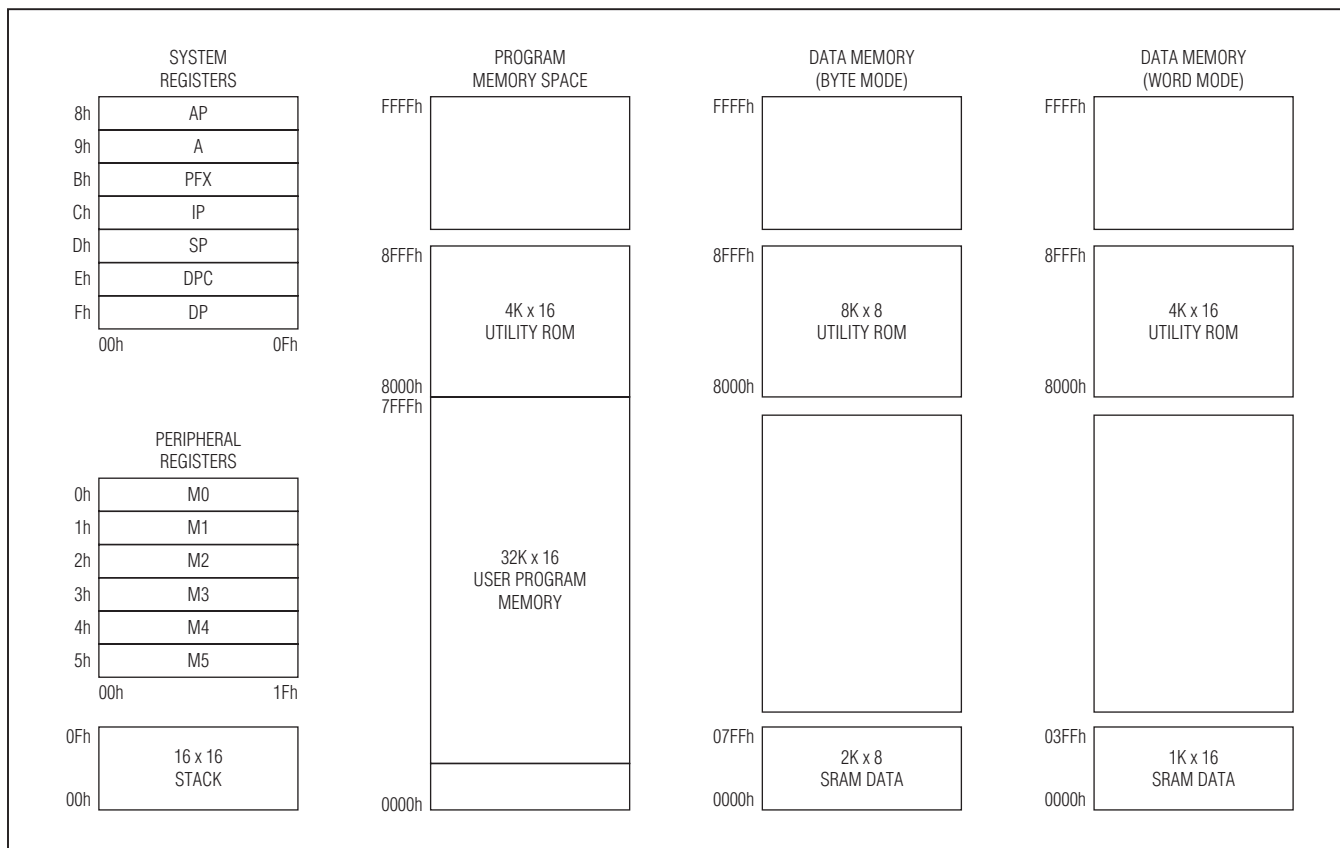 SYSTEM
REGISTERS
8h AP
9h A
Bh PFX
Ch IP
Dh SP
Eh DPC
Fh DP
00h 0Fh
PERIPHERAL
REGISTERS
0h M0
1h M1
2h M2
3h M3
4h M4
5h M5
00h 1Fh
0Fh
16 x 16
STACK
00h
PROGRAM
MEMORY SPACE
FFFFh
8FFFh
4K x 16
UTILITY ROM
8000h
7FFFh
32K x 16
USER PROGRAM
MEMORY
0000h
DATA MEMORY
(BYTE MODE)
FFFFh
8FFFh
8K x 8
UTILITY ROM
8000h
07FFh
2K x 8
SRAM DATA
0000h
DATA MEMORY
(WORD MODE)
FFFFh
8FFFh
4K x 16
UTILITY ROM
8000h
03FFh
1K x 16
SRAM DATA
0000h